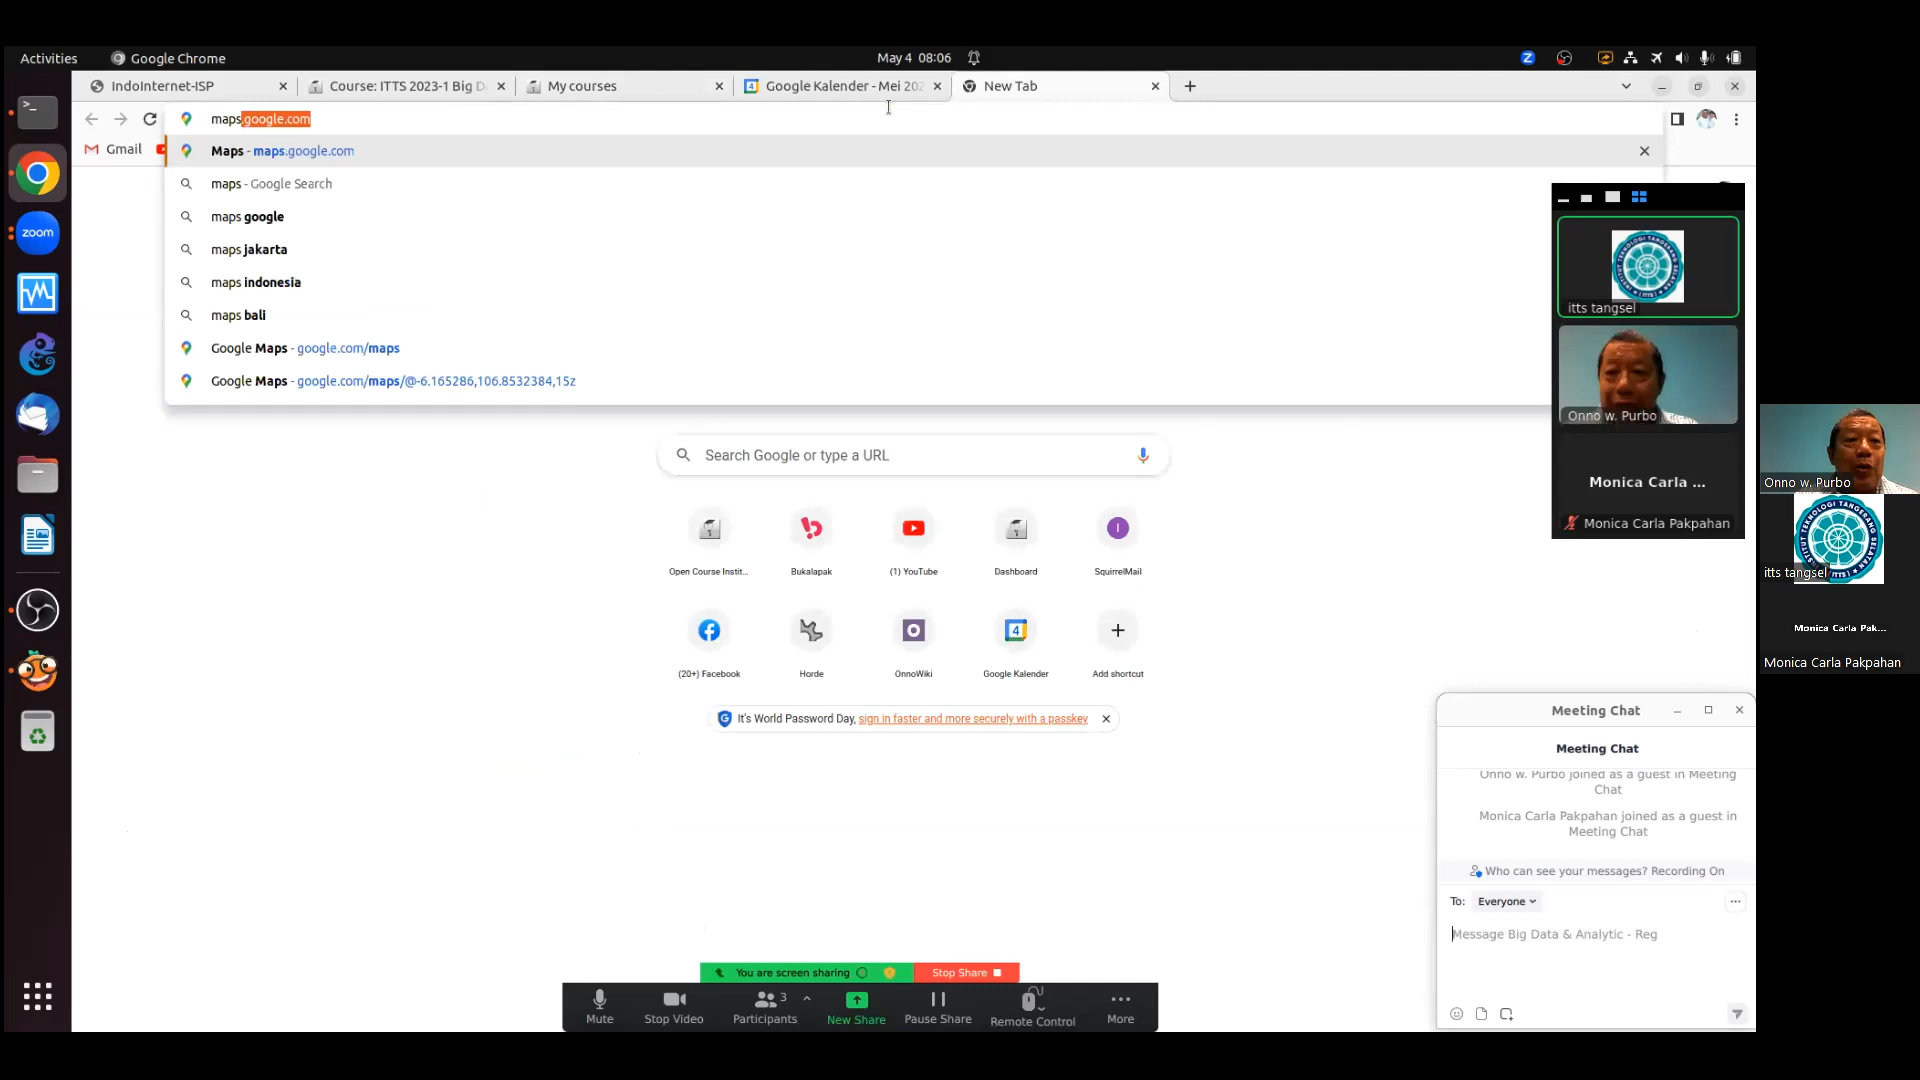 Activities
Google Chrome
May 4 08:06
IndoInternet-ISP
Course: ITTS 2023-1 Big D
My courses
Google Kalender - Mei 202
New Tab
maps.google.com
Gmail
Maps - maps.google.com
maps - Google Search
maps google
maps jakarta
maps indonesia
maps bali
Google Maps - google.com/maps
Google Maps - google.com/maps/@-6.165286,106.8532384,15z
zoom
Search Google or type a URL
Open Course Instit...
Bukalapak
(1) YouTube
Dashboard
SquirrelMail
(20+) Facebook
Horde
OnnoWiki
Google Kalender
Add shortcut
It's World Password Day, sign in faster and more securely with a passkey
itts tangsel
Onno w. Purbo
Monica Carla ...
Monica Carla Pakpahan
Onno w. Purbo
INSTITUT TEKNOLOGI TANGERANG SELATAN
itts tangsel
Monica Carla Pak...
Monica Carla Pakpahan
Meeting Chat
Meeting Chat
Onno w. Purbo joined as a guest in Meeting
Chat
Monica Carla Pakpahan joined as a guest in
Meeting Chat
Who can see your messages? Recording On
To: Everyone
Message Big Data & Analytic - Reg
You are screen sharing
Stop Share
Mute
Stop Video
Participants
3
New Share
Pause Share
Remote Control
More